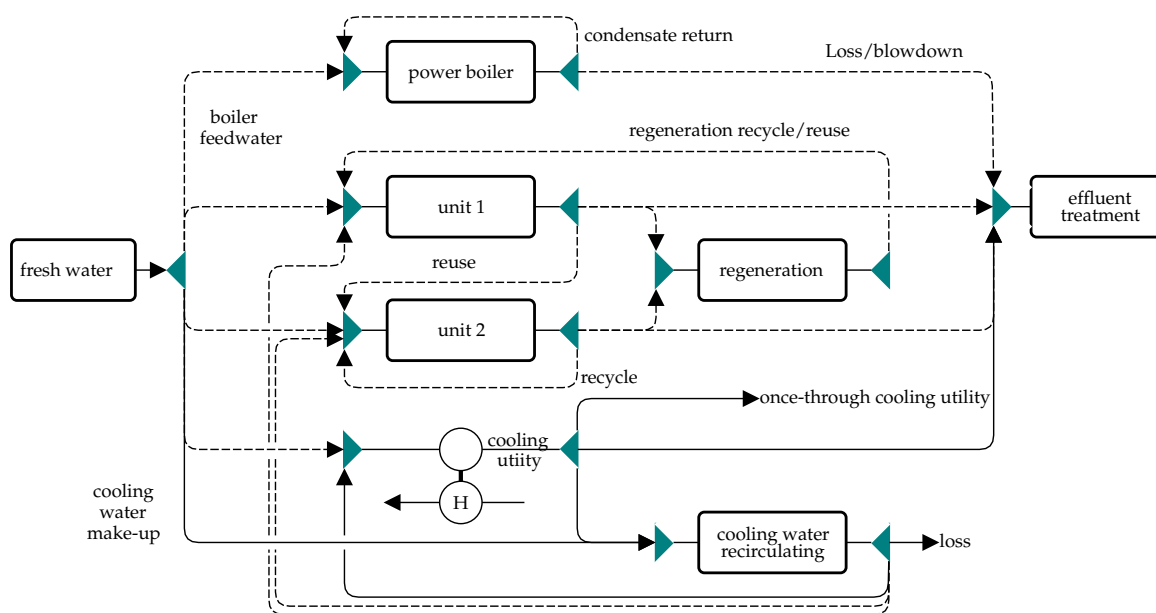 condensate return
Loss/blowdown
power boiler
boiler
feedwater
regeneration recycle/reuse
unit 1
effluent
treatment
fresh water
reuse
regeneration
unit 2
recycle
once-through cooling utility
cooling
utiity
H
cooling
water
make-up
cooling water
recirculating
loss